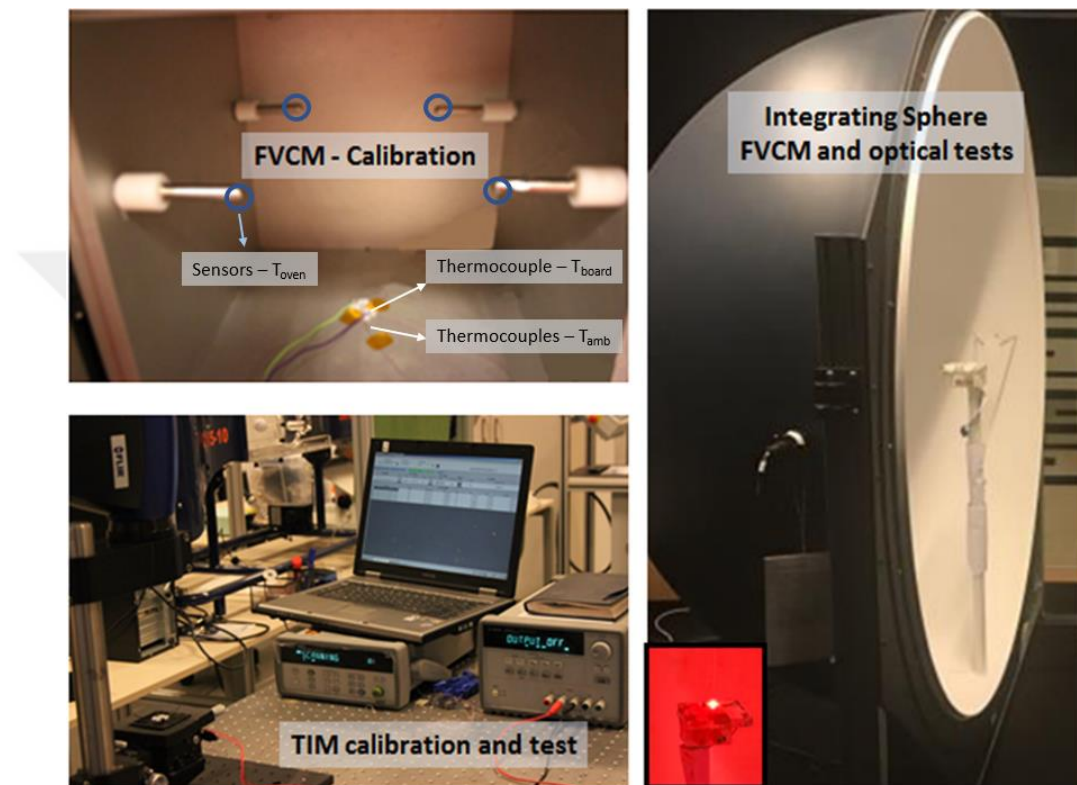 FVCM - Calibration
Sensors – Toven
Thermocouple – Tboard
Thermocouples – Tamb
Integrating Sphere
FVCM and optical tests
FLIR
SCANNING
OUTPUT OFF
TIM calibration and test